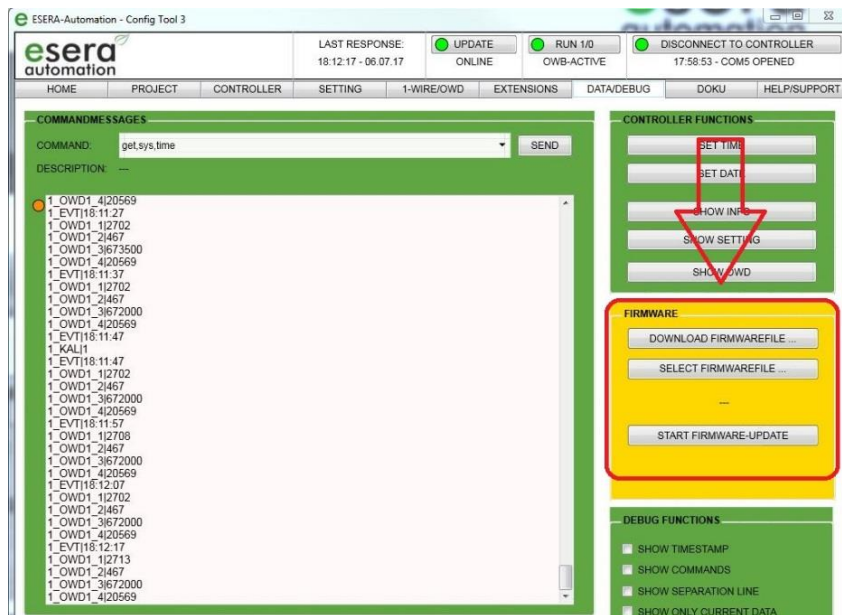 ESERA-Automation - Config Tool 3
esera
automation
LAST RESPONSE:
18:12:17 - 06.07.17
UPDATE
ONLINE
RUN 1/0
OWB-ACTIVE
DISCONNECT TO CONTROLLER
17:58:53 - COM5 OPENED
HOME PROJECT CONTROLLER SETTING 1-WIRE/OWD EXTENSIONS DATA/DEBUG DOKU HELP/SUPPORT
COMMANDMESSAGES
COMMAND: get,sys,time SEND
DESCRIPTION: ---
1_OWD1_4|20569
1_EVT|18:11:27
1_OWD1_1|2702
1_OWD1_2|467
1_OWD1_3|673500
1_OWD1_4|20569
1_EVT|18:11:37
1_OWD1_1|2702
1_OWD1_2|467
1_OWD1_3|672000
1_OWD1_4|20569
1_EVT|18:11:47
1_KAL|1
1_EVT|18:11:47
1_OWD1_1|2702
1_OWD1_2|467
1_OWD1_3|672000
1_OWD1_4|20569
1_EVT|18:11:57
1_OWD1_1|2708
1_OWD1_2|467
1_OWD1_3|672000
1_OWD1_4|20569
1_EVT|18:12:07
1_OWD1_1|2702
1_OWD1_2|467
1_OWD1_3|672000
1_OWD1_4|20569
1_EVT|18:12:17
1_OWD1_1|2713
1_OWD1_2|467
1_OWD1_3|672000
1_OWD1_4|20569
CONTROLLER FUNCTIONS
SET TIME
SET DATE
SHOW INFO
SHOW SETTING
SHOW OWD
FIRMWARE
DOWNLOAD FIRMWAREFILE ...
SELECT FIRMWAREFILE ...
---
START FIRMWARE-UPDATE
DEBUG FUNCTIONS
SHOW TIMESTAMP
SHOW COMMANDS
SHOW SEPARATION LINE
SHOW ONLY CURRENT DATA